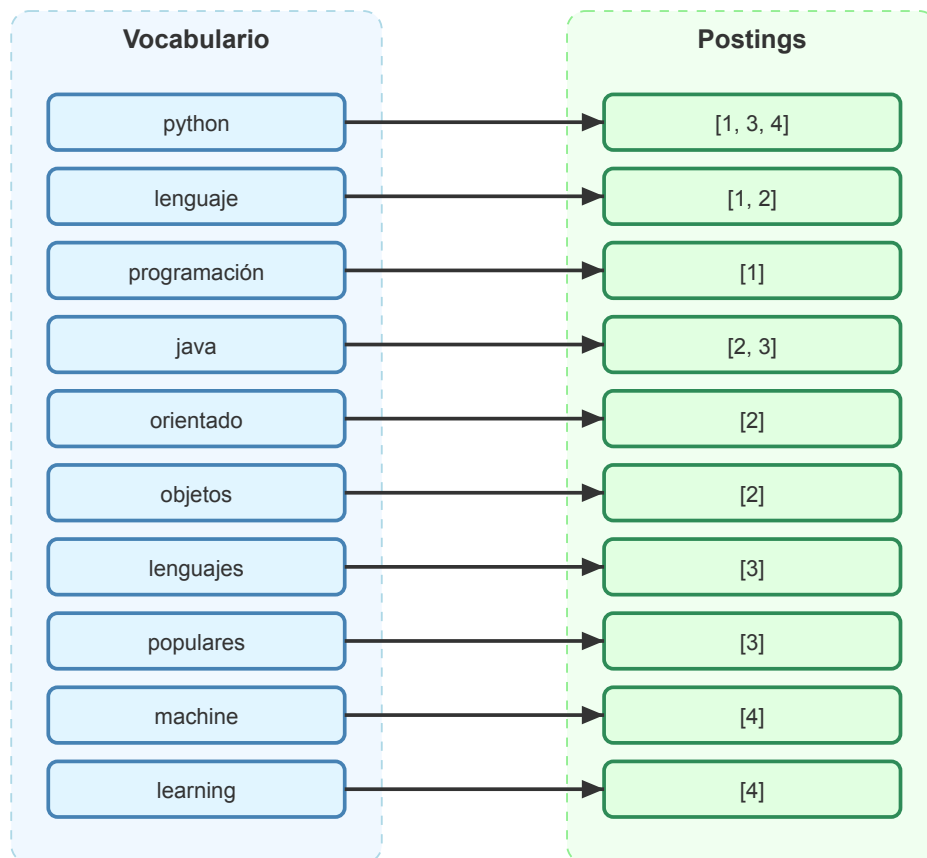 Vocabulario Postings
python [1, 3, 4]
lenguaje [1, 2]
programación [1]
java [2, 3]
orientado [2]
objetos [2]
lenguajes [3]
populares [3]
machine [4]
learning [4]